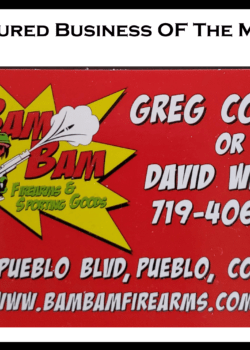 URED BUSINESS OF THE M
BAM
BAM
FIREARMS &
SPORTING GOODS
GREG CO
OR
DAVID W
719-406
PUEBLO BLVD, PUEBLO, CO
WWW.BAMBAMFIREARMS.COM